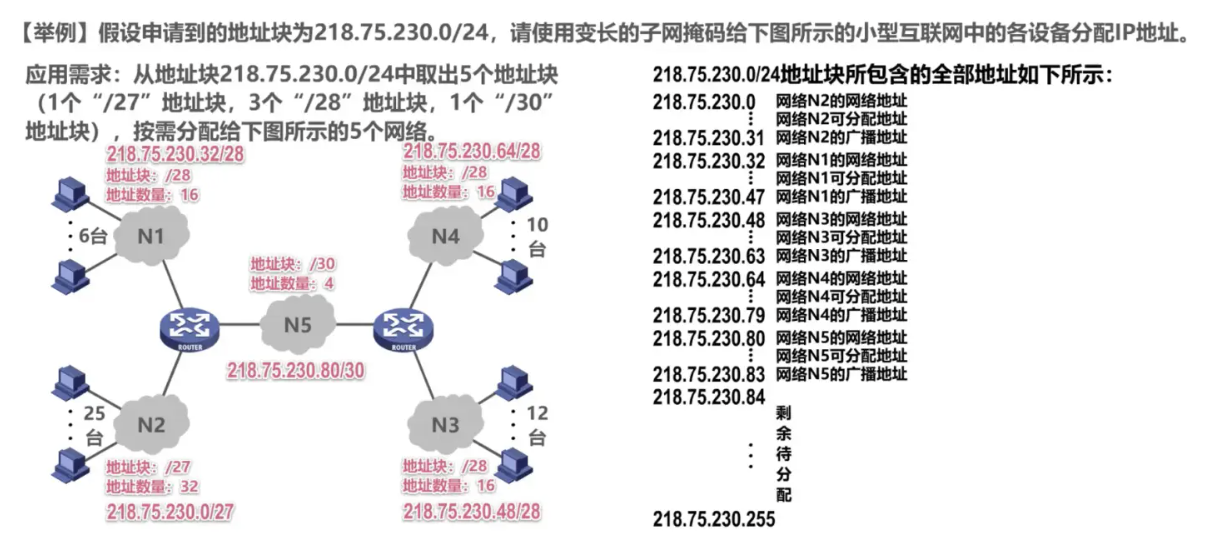 【举例】假设申请到的地址块为218.75.230.0/24，请使用变长的子网掩码给下图所示的小型互联网中的各设备分配IP地址。
应用需求：从地址块218.75.230.0/24中取出5个地址块
（1个“/27”地址块，3个“/28”地址块，1个“/30”
地址块），按需分配给下图所示的5个网络。
218.75.230.32/28
地址块：/28
地址数量：16
6台
N1
218.75.230.64/28
地址块：/28
地址数量：16
N4
10
台
地址块：/30
地址数量：4
N5
ROUTER
ROUTER
218.75.230.80/30
25
台
N2
地址块：/27
地址数量：32
218.75.230.0/27
N3
12
台
地址块：/28
地址数量：16
218.75.230.48/28
218.75.230.0/24地址块所包含的全部地址如下所示：
218.75.230.0 网络N2的网络地址
⋮ 网络N2可分配地址
218.75.230.31 网络N2的广播地址
218.75.230.32 网络N1的网络地址
⋮ 网络N1可分配地址
218.75.230.47 网络N1的广播地址
218.75.230.48 网络N3的网络地址
⋮ 网络N3可分配地址
218.75.230.63 网络N3的广播地址
218.75.230.64 网络N4的网络地址
⋮ 网络N4可分配地址
218.75.230.79 网络N4的广播地址
218.75.230.80 网络N5的网络地址
⋮ 网络N5可分配地址
218.75.230.83 网络N5的广播地址
218.75.230.84
剩
余
待
分
配
218.75.230.255